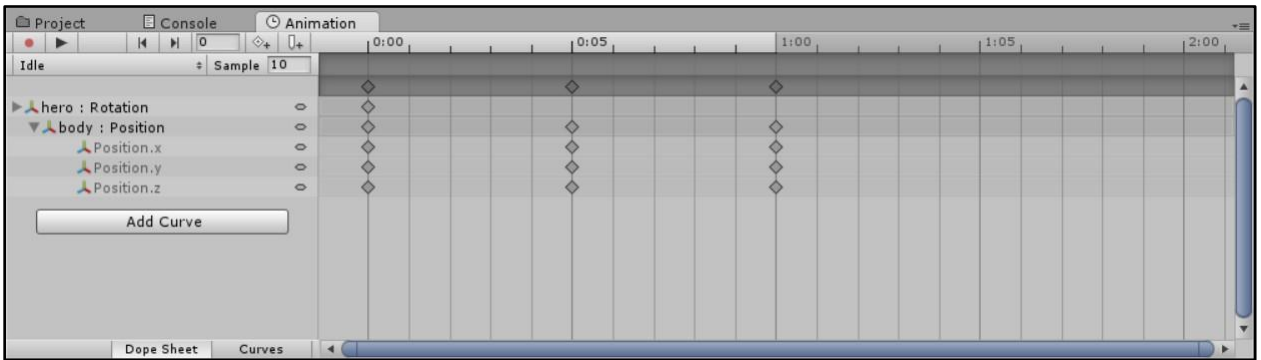 Project Console Animation
0 0:00 0:05 1:00 1:05 2:00
Idle Sample 10
hero : Rotation
body : Position
Position.x
Position.y
Position.z
Add Curve
Dope Sheet Curves